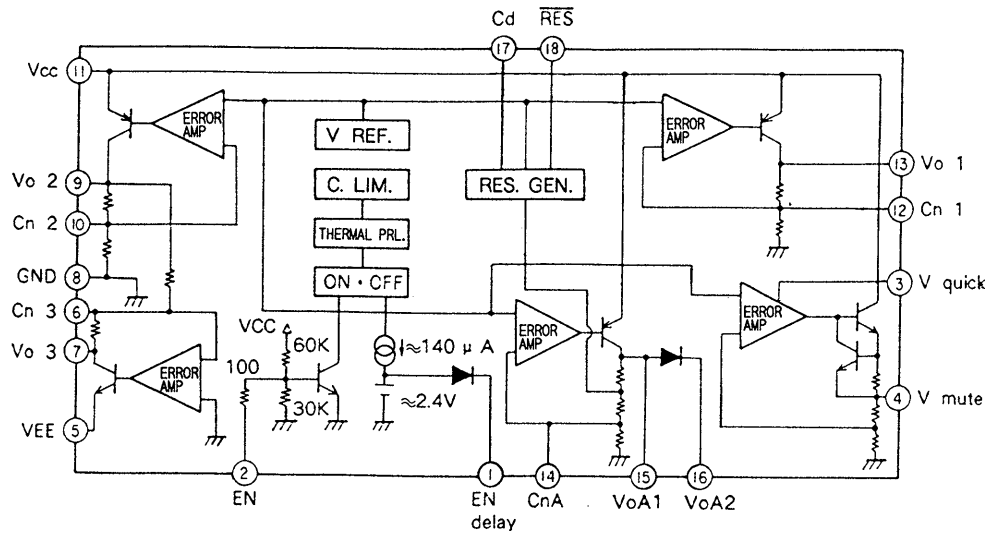 Cd RES
17 18
Vcc 11
ERROR AMP
V REF.
ERROR AMP
Vo 2 9
C. LIM.
RES. GEN.
13 Vo 1
Cn 2 10
THERMAL PRL.
12 Cn 1
GND 8
ON・CFF
3 V quick
Cn 3 6
ERROR AMP
ERROR AMP
VCC
60K
≈140 μ A
Vo 3 7
ERROR AMP
100
30K
≈2.4V
4 V mute
VEE 5
2 1 14 15 16
EN
EN delay
CnA
VoA1
VoA2